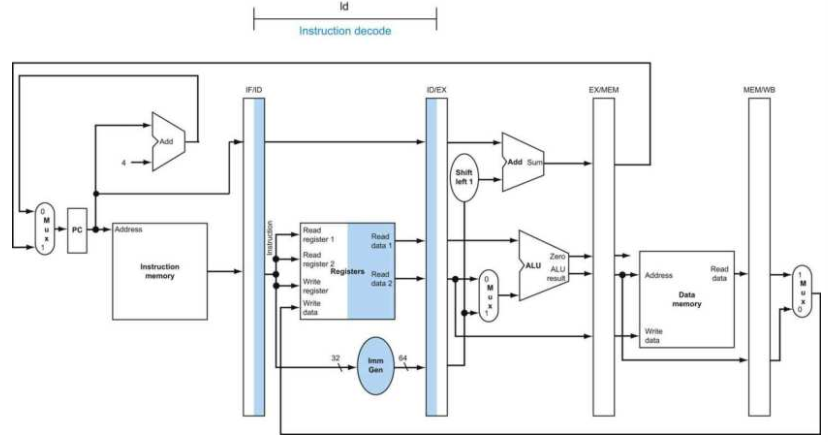 Id
Instruction decode
IF/ID
ID/EX
EX/MEM
MEM/WB
Add
4
0
M
u
x
1
PC
Address
Instruction
memory
Instruction
Read
register 1
Read
register 2
Write
register
Write
data
Registers
Read
data 1
Read
data 2
32
Imm
Gen
64
Shift
left 1
Add Sum
0
M
u
x
1
ALU
Zero
ALU
result
Address
Write
data
Data
memory
Read
data
1
M
u
x
0